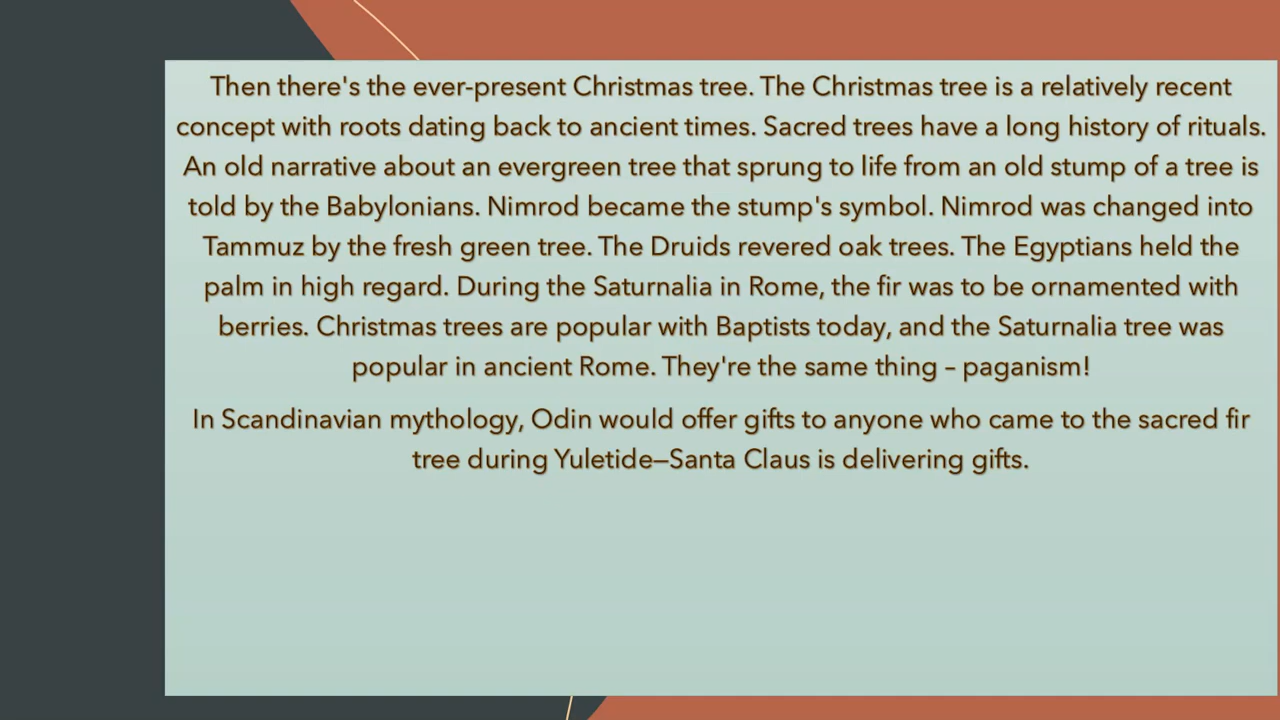 Then there's the ever-present Christmas tree. The Christmas tree is a relatively recent
concept with roots dating back to ancient times. Sacred trees have a long history of rituals.
An old narrative about an evergreen tree that sprung to life from an old stump of a tree is
told by the Babylonians. Nimrod became the stump's symbol. Nimrod was changed into
Tammuz by the fresh green tree. The Druids revered oak trees. The Egyptians held the
palm in high regard. During the Saturnalia in Rome, the fir was to be ornamented with
berries. Christmas trees are popular with Baptists today, and the Saturnalia tree was
popular in ancient Rome. They're the same thing – paganism!
In Scandinavian mythology, Odin would offer gifts to anyone who came to the sacred fir
tree during Yuletide—Santa Claus is delivering gifts.